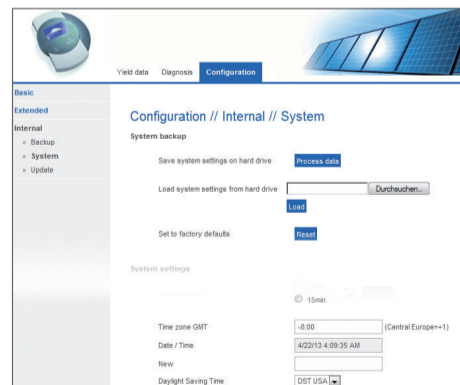 Yield data Diagnosis Configuration
Basic
Extended
Internal
» Backup
» System
» Update
Configuration // Internal // System
System backup
Save system settings on hard drive Process data
Load system settings from hard drive Durchsuchen...
Load
Set to factory defaults Reset
System settings
15min
Time zone GMT -8:00 (Central Europe=+1)
Date / Time 4/22/13 4:09:35 AM
New
Daylight Saving Time DST USA